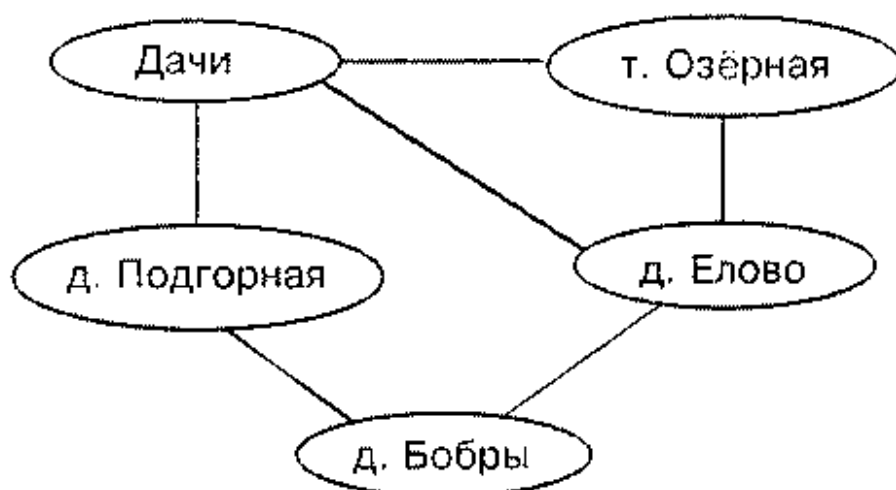 Дачи
т. Озёрная
д. Подгорная
д. Елово
д. Бобры